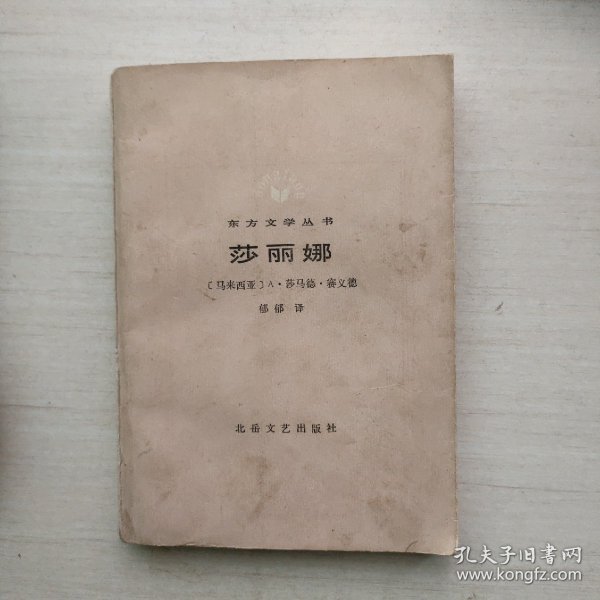 东方文学丛书
莎丽娜
〔马来西亚〕A·莎马德·赛义德
郁郁 译
北岳文艺出版社
孔夫子旧书网
www.kongfz.com